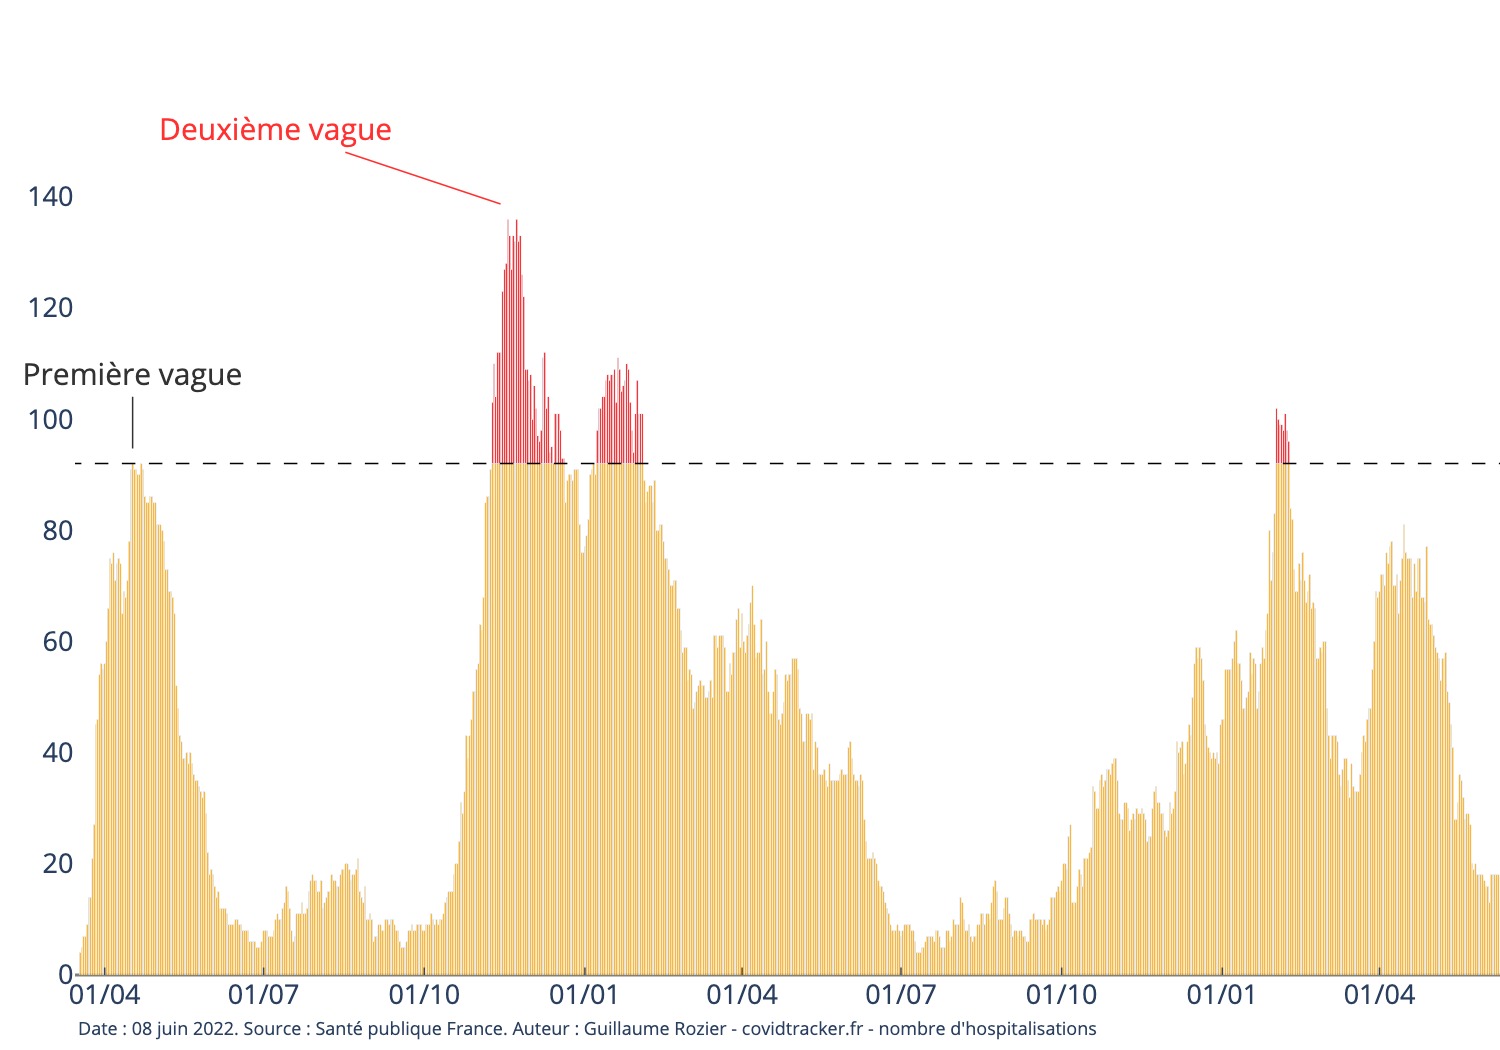 Deuxième vague
140
120
Première vague
100
80
60
40
20
0
01/04 01/07 01/10 01/01 01/04 01/07 01/10 01/01 01/04
Date : 08 juin 2022. Source : Santé publique France. Auteur : Guillaume Rozier - covidtracker.fr - nombre d'hospitalisations